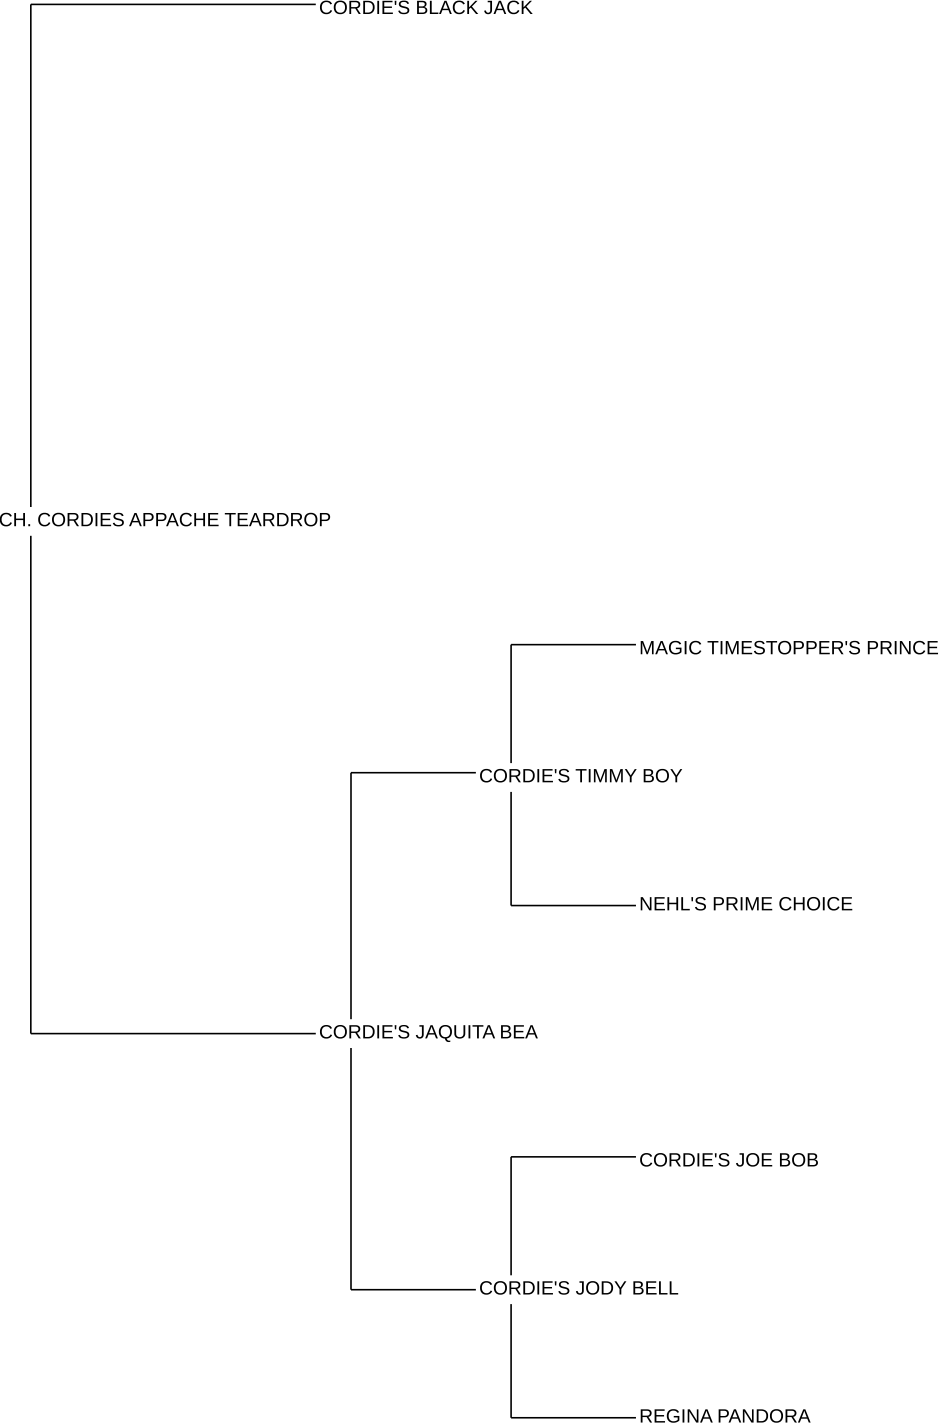 CORDIE'S BLACK JACK
CH. CORDIES APPACHE TEARDROP
MAGIC TIMESTOPPER'S PRINCE
CORDIE'S TIMMY BOY
NEHL'S PRIME CHOICE
CORDIE'S JAQUITA BEA
CORDIE'S JOE BOB
CORDIE'S JODY BELL
REGINA PANDORA